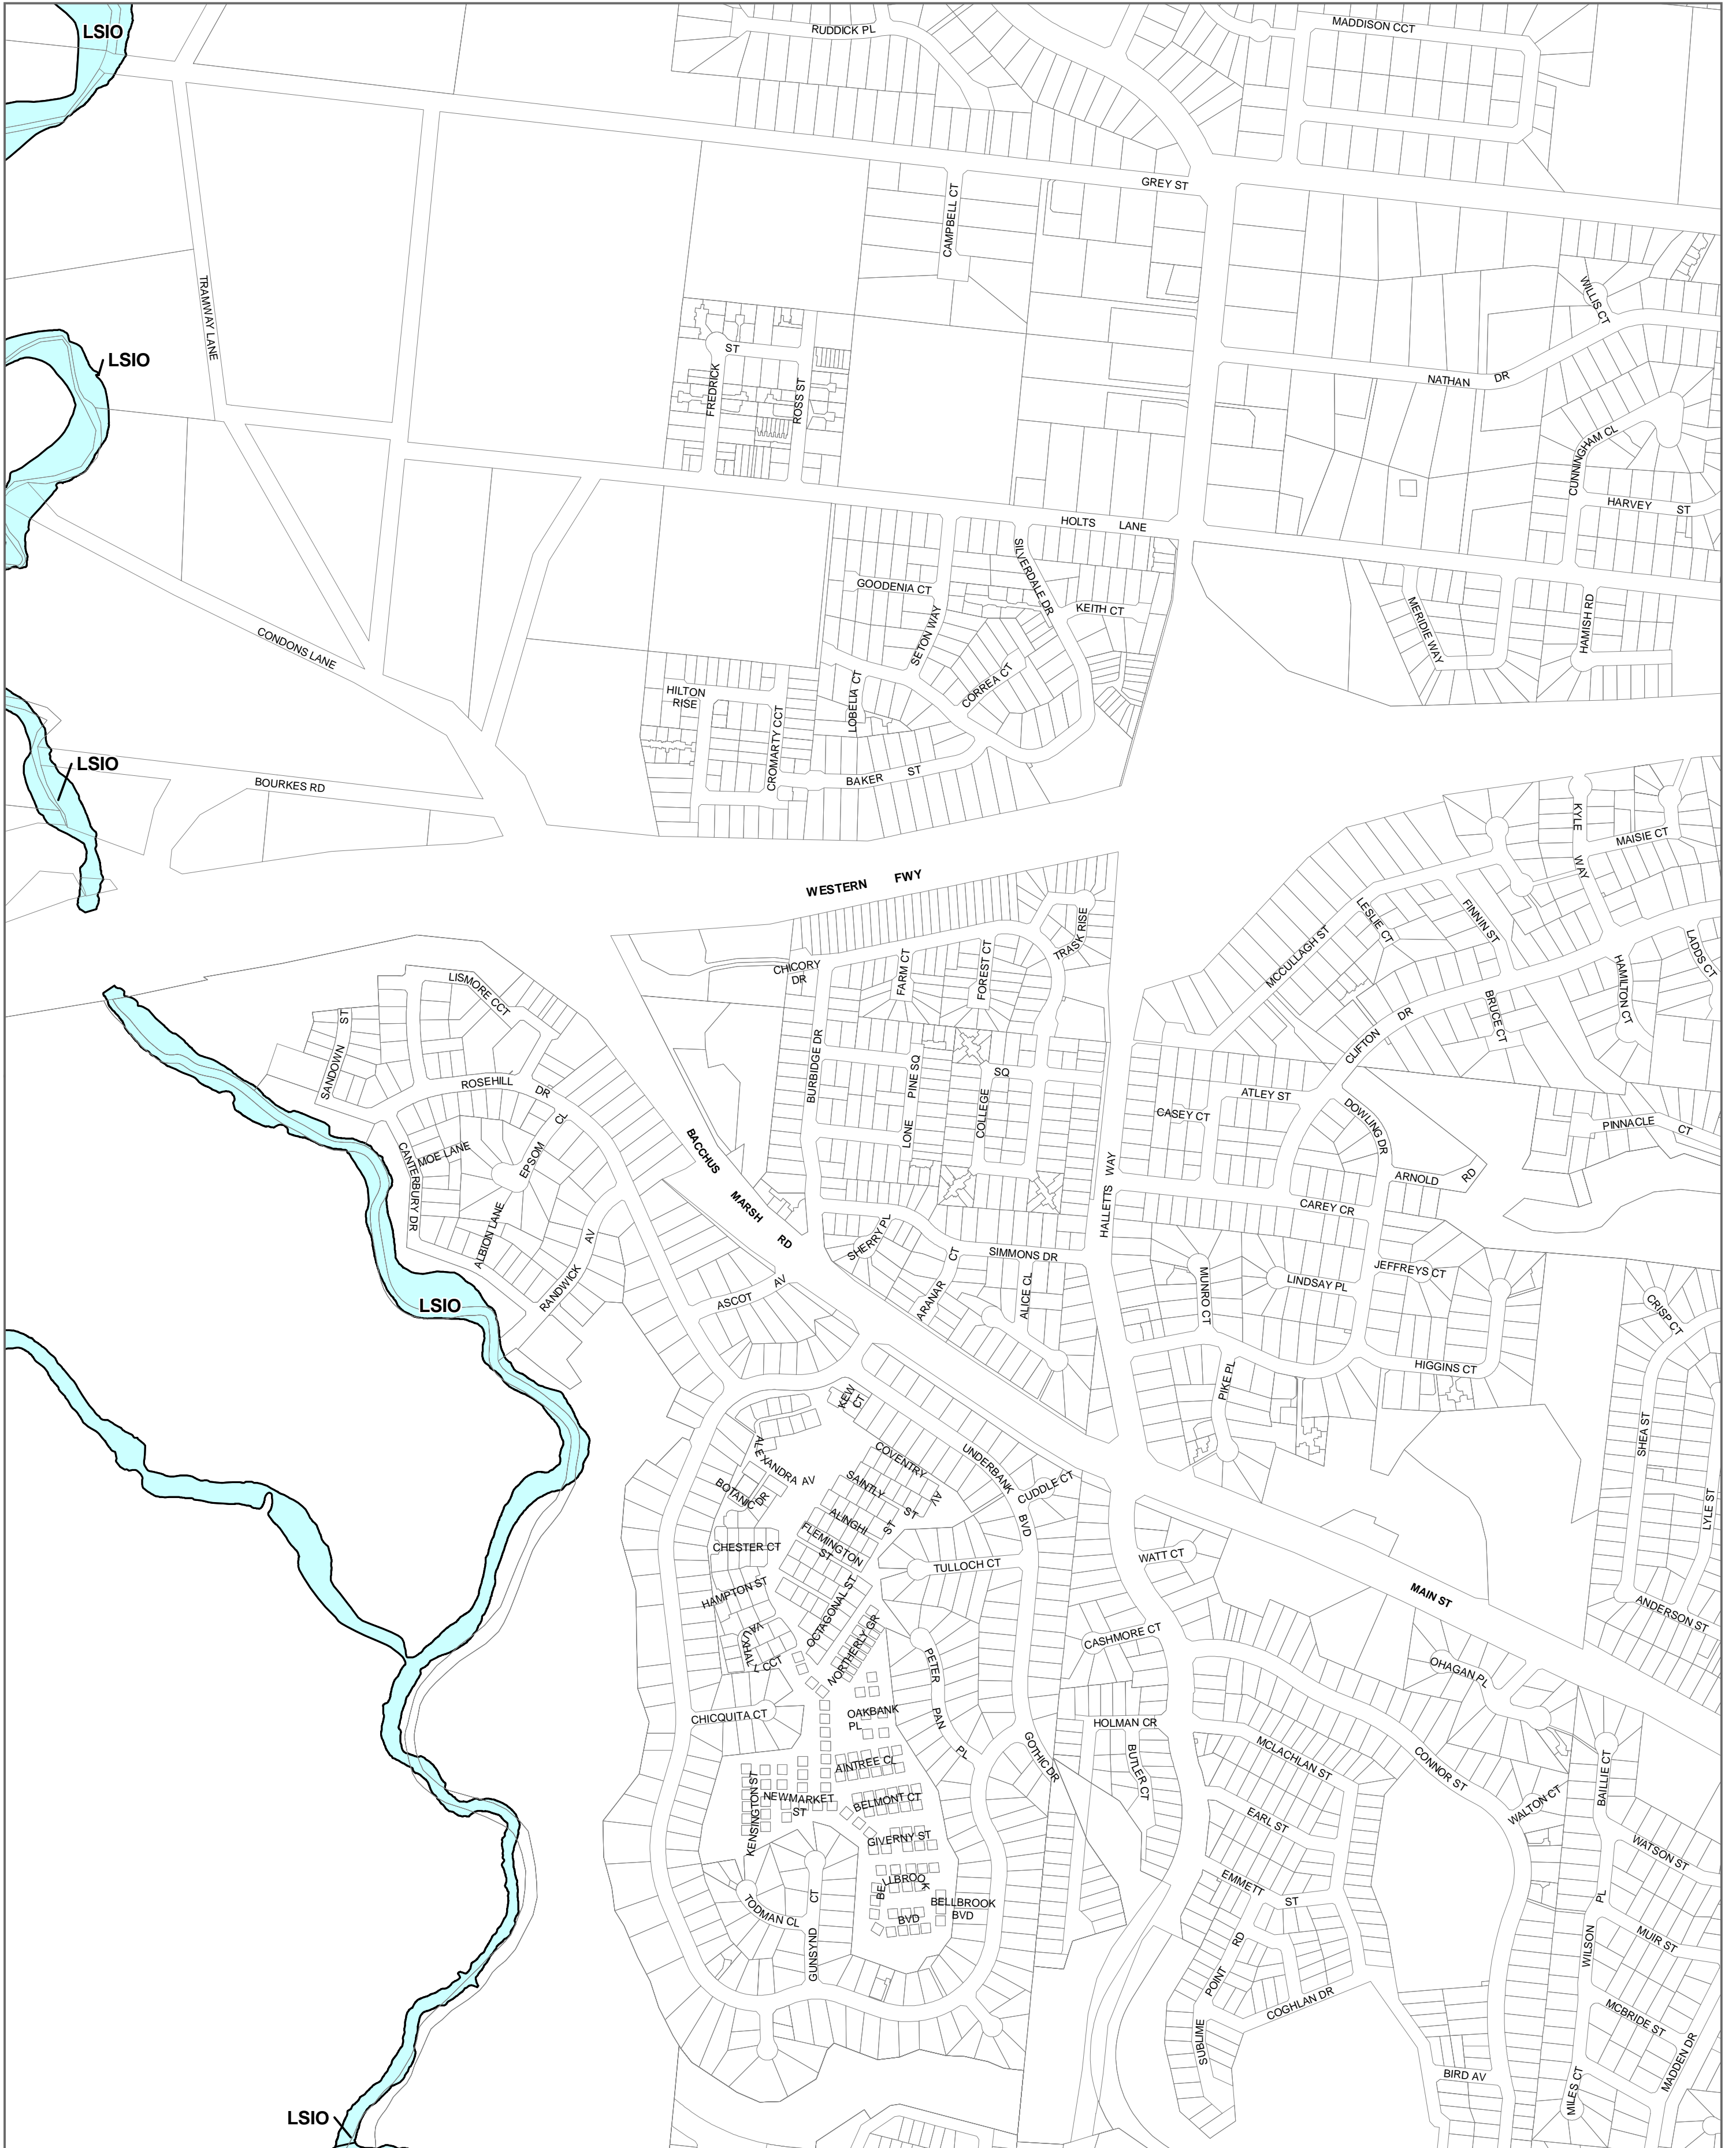 LSIO
RUDDICK PL
MADDISON CCT
GREY ST
CAMPBELL CT
TRAMWAY LANE
WILLIS CT
LSIO
ST
FREDRICK
ROSS ST
NATHAN DR
CUNNINGHAM CL
HARVEY ST
HOLTS LANE
SILVERDALE DR
GOODENIA CT
KEITH CT
SETON WAY
MERIDIE WAY
HAMISH RD
CONDONS LANE
HILTON
RISE
LOBELIA CT
CORREA CT
CROMARTY CCT
LSIO
BOURKES RD
BAKER ST
KYLE WAY
MAISIE CT
WESTERN FWY
TRASK RISE
LESLIE CT
FINNIN ST
MCCULLAGH ST
LADDS CT
CHICORY
DR
FARM CT
FOREST CT
HAMILTON CT
LISMORE CCT
BRUCE CT
SANDOWN ST
CLIFTON DR
BURBIDGE DR
LONE PINE SQ
COLLEGE SQ
ROSEHILL DR
ATLEY ST
CASEY CT
DOWLING DR
PINNACLE CT
CANTERBURY DR
MOE LANE
EPSOM CL
BACCHUS MARSH RD
HALLETTS WAY
ARNOLD RD
CAREY CR
ALBION LANE
RANDWICK AV
SHERRY PL
SIMMONS DR
ARANAR CT
ALICE CL
MUNRO CT
LINDSAY PL
JEFFREYS CT
LSIO
ASCOT AV
CRISP CT
HIGGINS CT
PIKE PL
KEW
CT
SHEA ST
LYLE ST
ALEXANDRA AV
COVENTRY AV
UNDERBANK BVD
CUDDLE CT
BOTANIC DR
SAINTLY ST
ALINGHI ST
FLEMINGTON
ST
CHESTER CT
TULLOCH CT
WATT CT
MAIN ST
ANDERSON ST
HAMPTON ST
OCTAGONAL ST
NORTHERLY GR
VAUXHALL CCT
CASHMORE CT
PETER PAN PL
OHAGAN PL
CHICQUITA CT
OAKBANK
PL
HOLMAN CR
GOTHIC DR
BUTLER CT
MCLACHLAN ST
CONNOR ST
AINTREE CL
KENSINGTON ST
NEWMARKET
ST
BELMONT CT
WALTON CT
BAILLIE CT
EARL ST
GIVERNY ST
WATSON ST
BELLBROOK
BVD
BELLBROOK
BVD
EMMETT ST
TODMAN CL
GUNSYND CT
WILSON PL
MUIR ST
SUBLIME POINT RD
COGHLAN DR
MCBRIDE ST
MADDEN DR
BIRD AV
MILES CT
LSIO